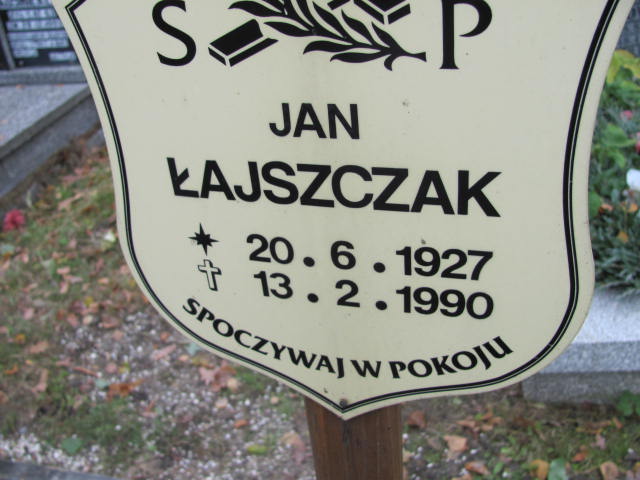 S P
JAN
ŁAJSZCZAK
20.6.1927
13.2.1990
SPOCZYWAJ W POKOJU